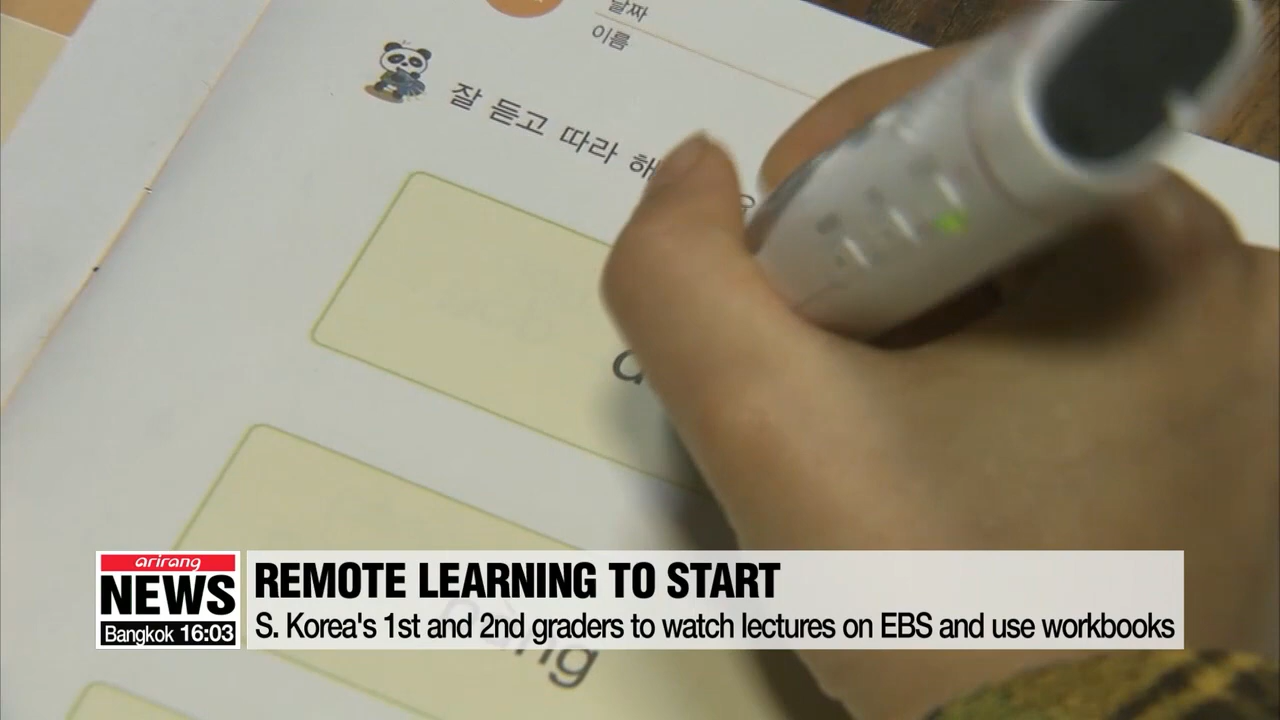 날짜
이름
잘 듣고 따라 해
arirang
NEWS
Bangkok 16:03
REMOTE LEARNING TO START
S. Korea's 1st and 2nd graders to watch lectures on EBS and use workbooks